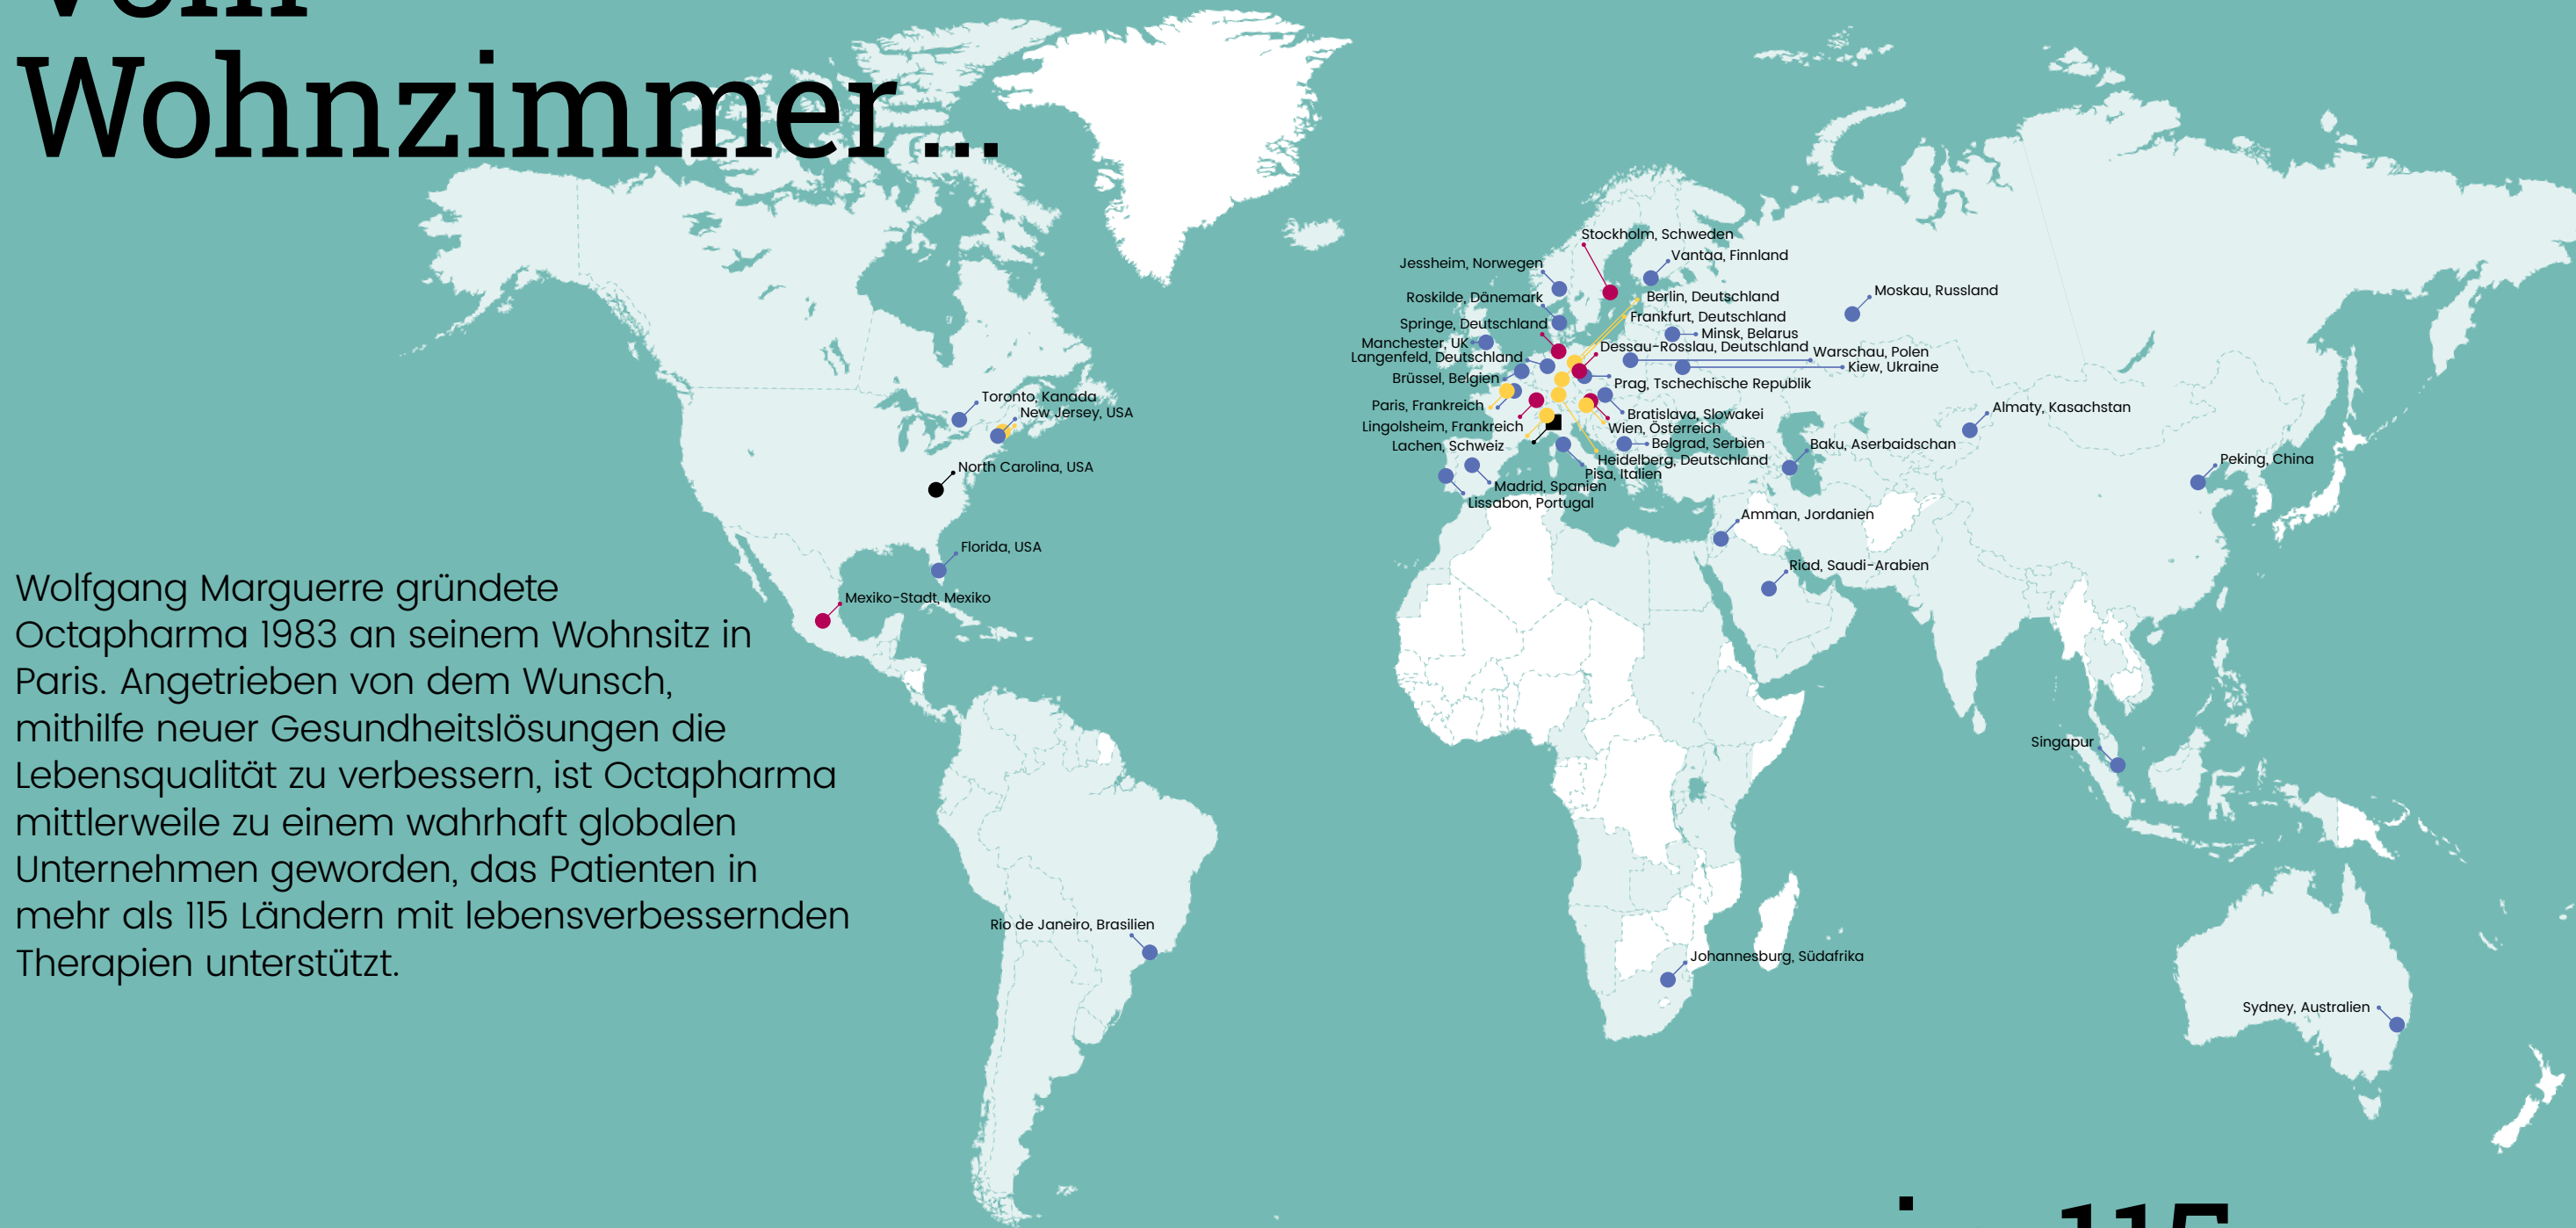 Vom
Wohnzimmer...
Wolfgang Marguerre gründete
Octapharma 1983 an seinem Wohnsitz in
Paris. Angetrieben von dem Wunsch,
mithilfe neuer Gesundheitslösungen die
Lebensqualität zu verbessern, ist Octapharma
mittlerweile zu einem wahrhaft globalen
Unternehmen geworden, das Patienten in
mehr als 115 Ländern mit lebensverbessernden
Therapien unterstützt.
Toronto, Kanada
New Jersey, USA
North Carolina, USA
Florida, USA
Mexiko-Stadt, Mexiko
Rio de Janeiro, Brasilien
Stockholm, Schweden
Vantaa, Finnland
Jessheim, Norwegen
Roskilde, Dänemark
Berlin, Deutschland
Moskau, Russland
Springe, Deutschland
Frankfurt, Deutschland
Manchester, UK
Minsk, Belarus
Langenfeld, Deutschland
Dessau-Rosslau, Deutschland
Warschau, Polen
Kiew, Ukraine
Brüssel, Belgien
Prag, Tschechische Republik
Paris, Frankreich
Bratislava, Slowakei
Lingolsheim, Frankreich
Wien, Österreich
Lachen, Schweiz
Belgrad, Serbien
Heidelberg, Deutschland
Pisa, Italien
Madrid, Spanien
Lissabon, Portugal
Baku, Aserbaidschan
Almaty, Kasachstan
Peking, China
Amman, Jordanien
Riad, Saudi-Arabien
Singapur
Johannesburg, Südafrika
Sydney, Australien
in 115